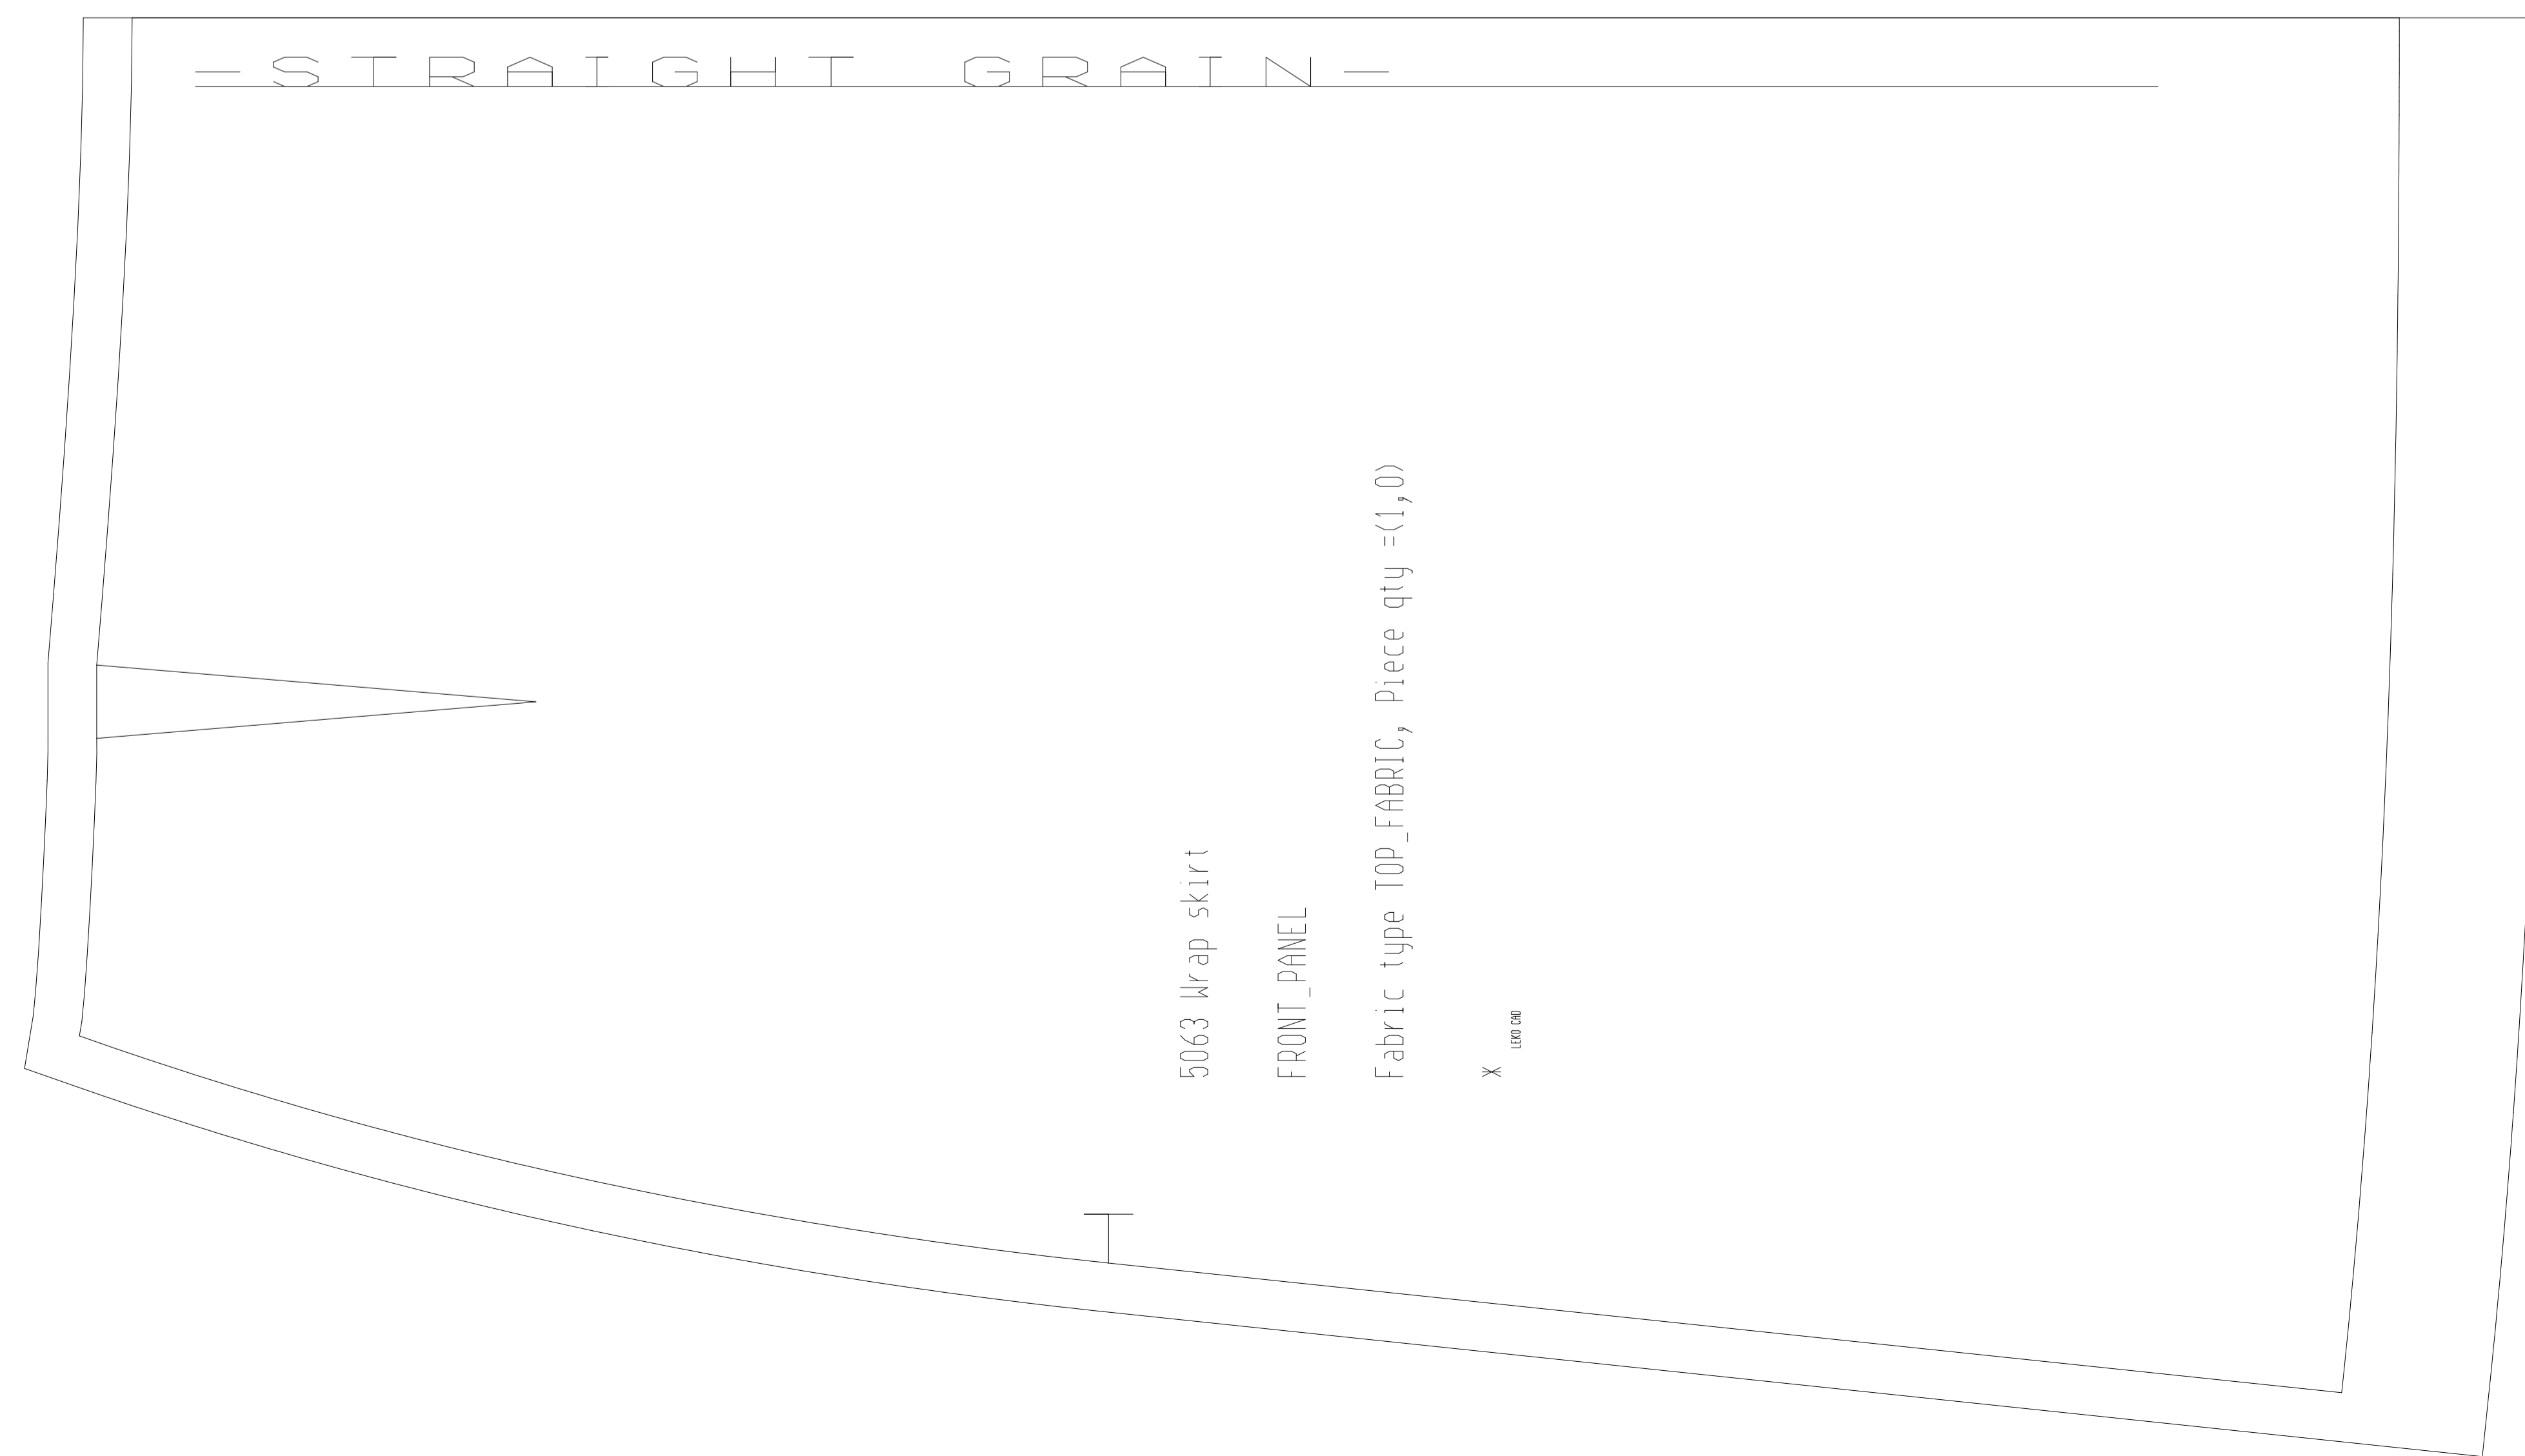 -STRAIGHT GRAIN-
5063 Wrap skirt
FRONT_PANEL
Fabric type TOP_FABRIC, Piece qty =(1,0)
*
LEKO CAD